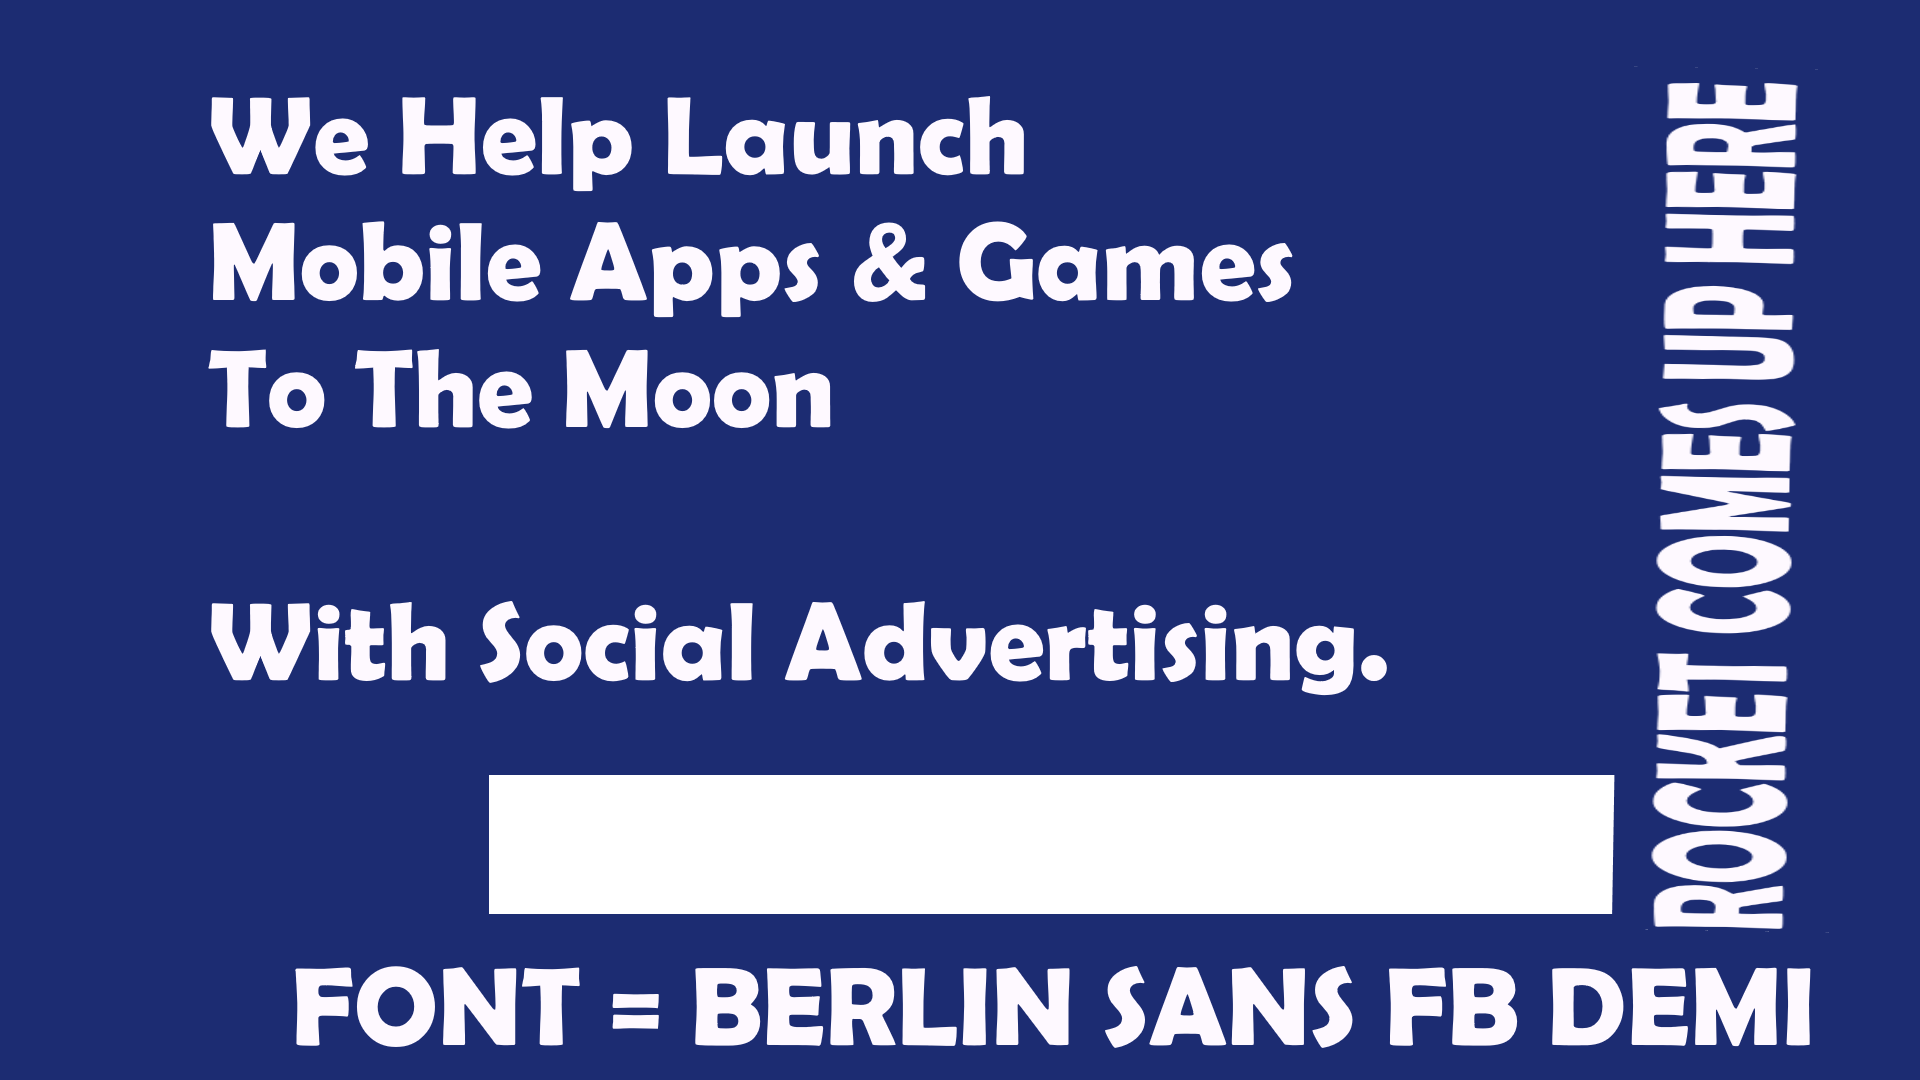 We Help Launch
Mobile Apps & Games
To The Moon
With Social Advertising.
ROCKET COMES UP HERE
FONT = BERLIN SANS FB DEMI